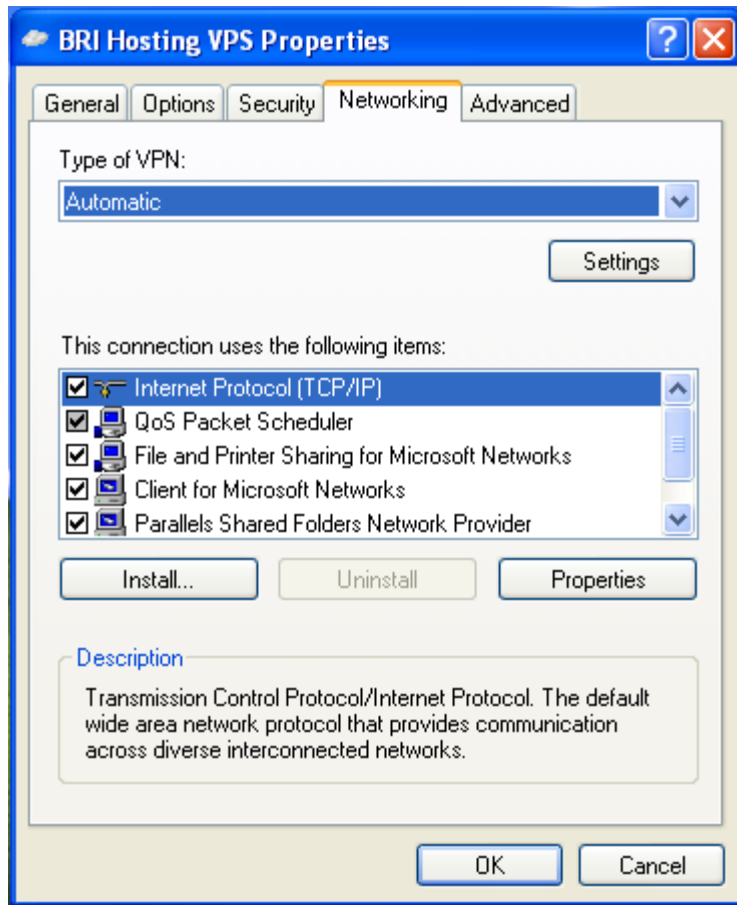 BRI Hosting VPS Properties
General Options Security Networking Advanced
Type of VPN:
Automatic
Settings
This connection uses the following items:
Internet Protocol (TCP/IP)
QoS Packet Scheduler
File and Printer Sharing for Microsoft Networks
Client for Microsoft Networks
Parallels Shared Folders Network Provider
Install... Uninstall Properties
Description
Transmission Control Protocol/Internet Protocol. The default
wide area network protocol that provides communication
across diverse interconnected networks.
OK Cancel